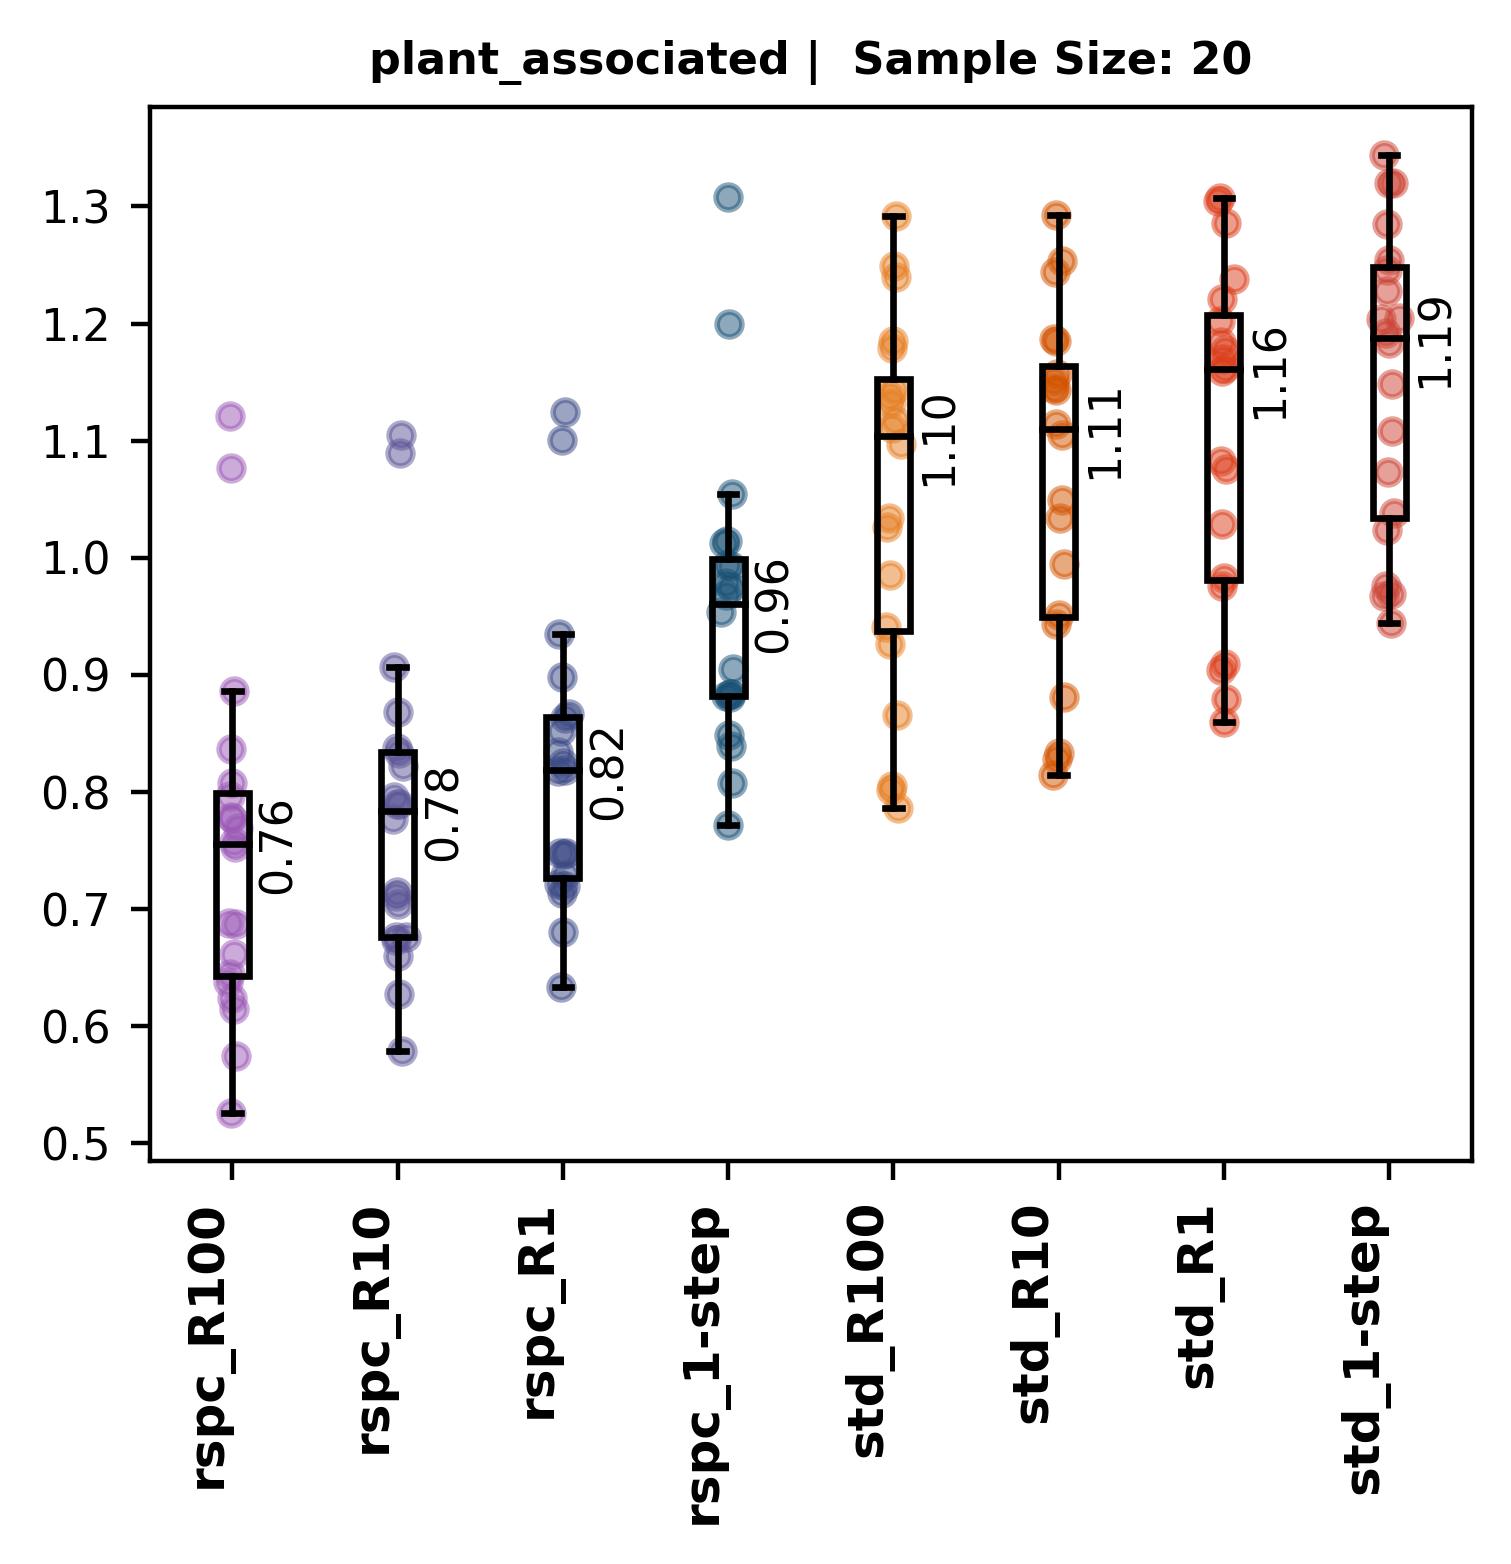 plant_associated |  Sample Size: 20
1.3
1.2
1.1
1.0
0.9
0.8
0.7
0.6
0.5
0.76
0.78
0.82
0.96
1.10
1.11
1.16
1.19
rspc_R100
rspc_R10
rspc_R1
rspc_1-step
std_R100
std_R10
std_R1
std_1-step